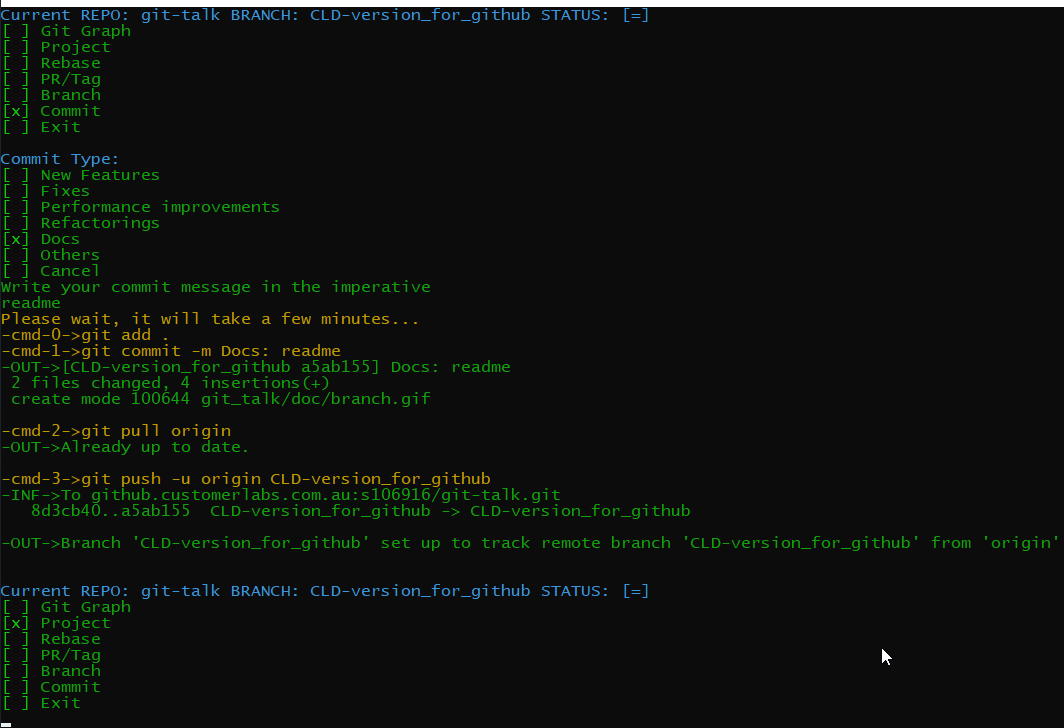 Current REPO: git-talk BRANCH: CLD-version_for_github STATUS: [=]
[ ] Git Graph
[ ] Project
[ ] Rebase
[ ] PR/Tag
[ ] Branch
[x] Commit
[ ] Exit
Commit Type:
[ ] New Features
[ ] Fixes
[ ] Performance improvements
[ ] Refactorings
[x] Docs
[ ] Others
[ ] Cancel
Write your commit message in the imperative
readme
Please wait, it will take a few minutes...
-cmd-0->git add .
-cmd-1->git commit -m Docs: readme
-OUT->[CLD-version_for_github a5ab155] Docs: readme
 2 files changed, 4 insertions(+)
 create mode 100644 git_talk/doc/branch.gif
-cmd-2->git pull origin
-OUT->Already up to date.
-cmd-3->git push -u origin CLD-version_for_github
-INF->To github.customerlabs.com.au:s106916/git-talk.git
   8d3cb40..a5ab155  CLD-version_for_github -> CLD-version_for_github
-OUT->Branch 'CLD-version_for_github' set up to track remote branch 'CLD-version_for_github' from 'origin'
Current REPO: git-talk BRANCH: CLD-version_for_github STATUS: [=]
[ ] Git Graph
[x] Project
[ ] Rebase
[ ] PR/Tag
[ ] Branch
[ ] Commit
[ ] Exit